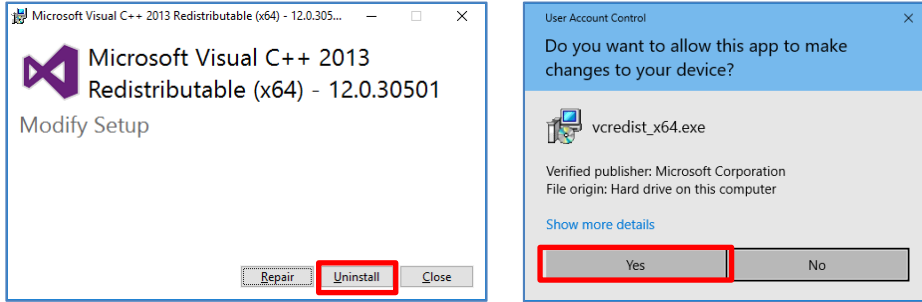 Microsoft Visual C++ 2013 Redistributable (x64) - 12.0.305...
Microsoft Visual C++ 2013
Redistributable (x64) - 12.0.30501
Modify Setup
Repair
Uninstall
Close
User Account Control
Do you want to allow this app to make
changes to your device?
vcredist_x64.exe
Verified publisher: Microsoft Corporation
File origin: Hard drive on this computer
Show more details
Yes
No